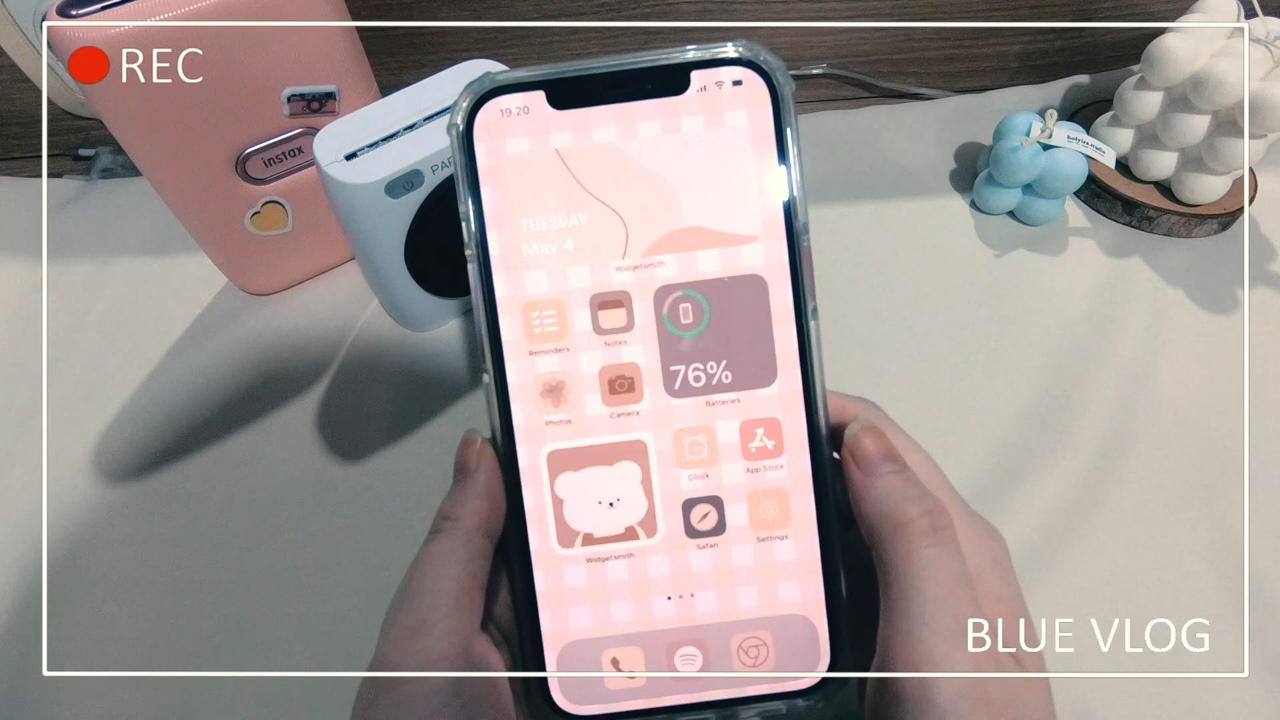 REC
instax
PAP
19.20
TUESDAY
May 4
Widgetsmith
Reminders
Notes
Photos
Camera
76%
Batteries
Clock
App Store
Widgetsmith
Safari
Settings
BLUE VLOG